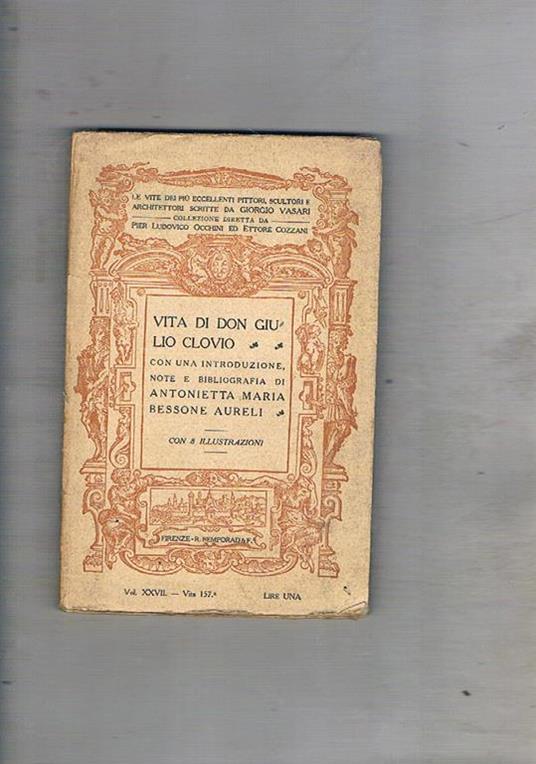 LE VITE DEI PIÙ ECCELLENTI PITTORI, SCULTORI E
ARCHITETTORI SCRITTE DA GIORGIO VASARI
COLLEZIONE DIRETTA DA
PIER LUDOVICO OCCHINI ED ETTORE COZZANI
VITA DI DON GIU
LIO CLOVIO
CON UNA INTRODUZIONE,
NOTE E BIBLIOGRAFIA DI
ANTONIETTA MARIA
BESSONE AURELI
CON 8 ILLUSTRAZIONI
FIRENZE - R. BEMPORAD & F.º
Vol. XXVII. — Vita 157.ª
LIRE UNA